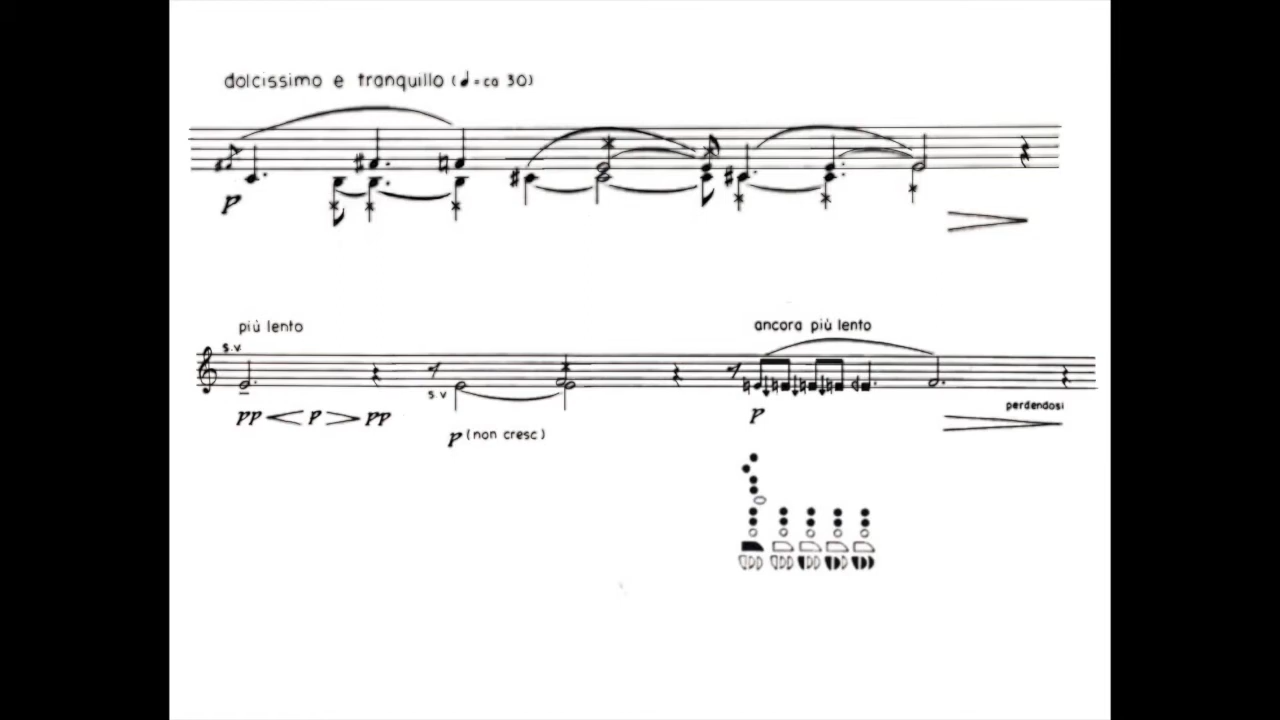 dolcissimo e tranquillo (𝅗𝅥 = ca 30)
p
più lento
ancora più lento
s.v.
s.v
perdendosi
pp < p > pp
p
p (non cresc)